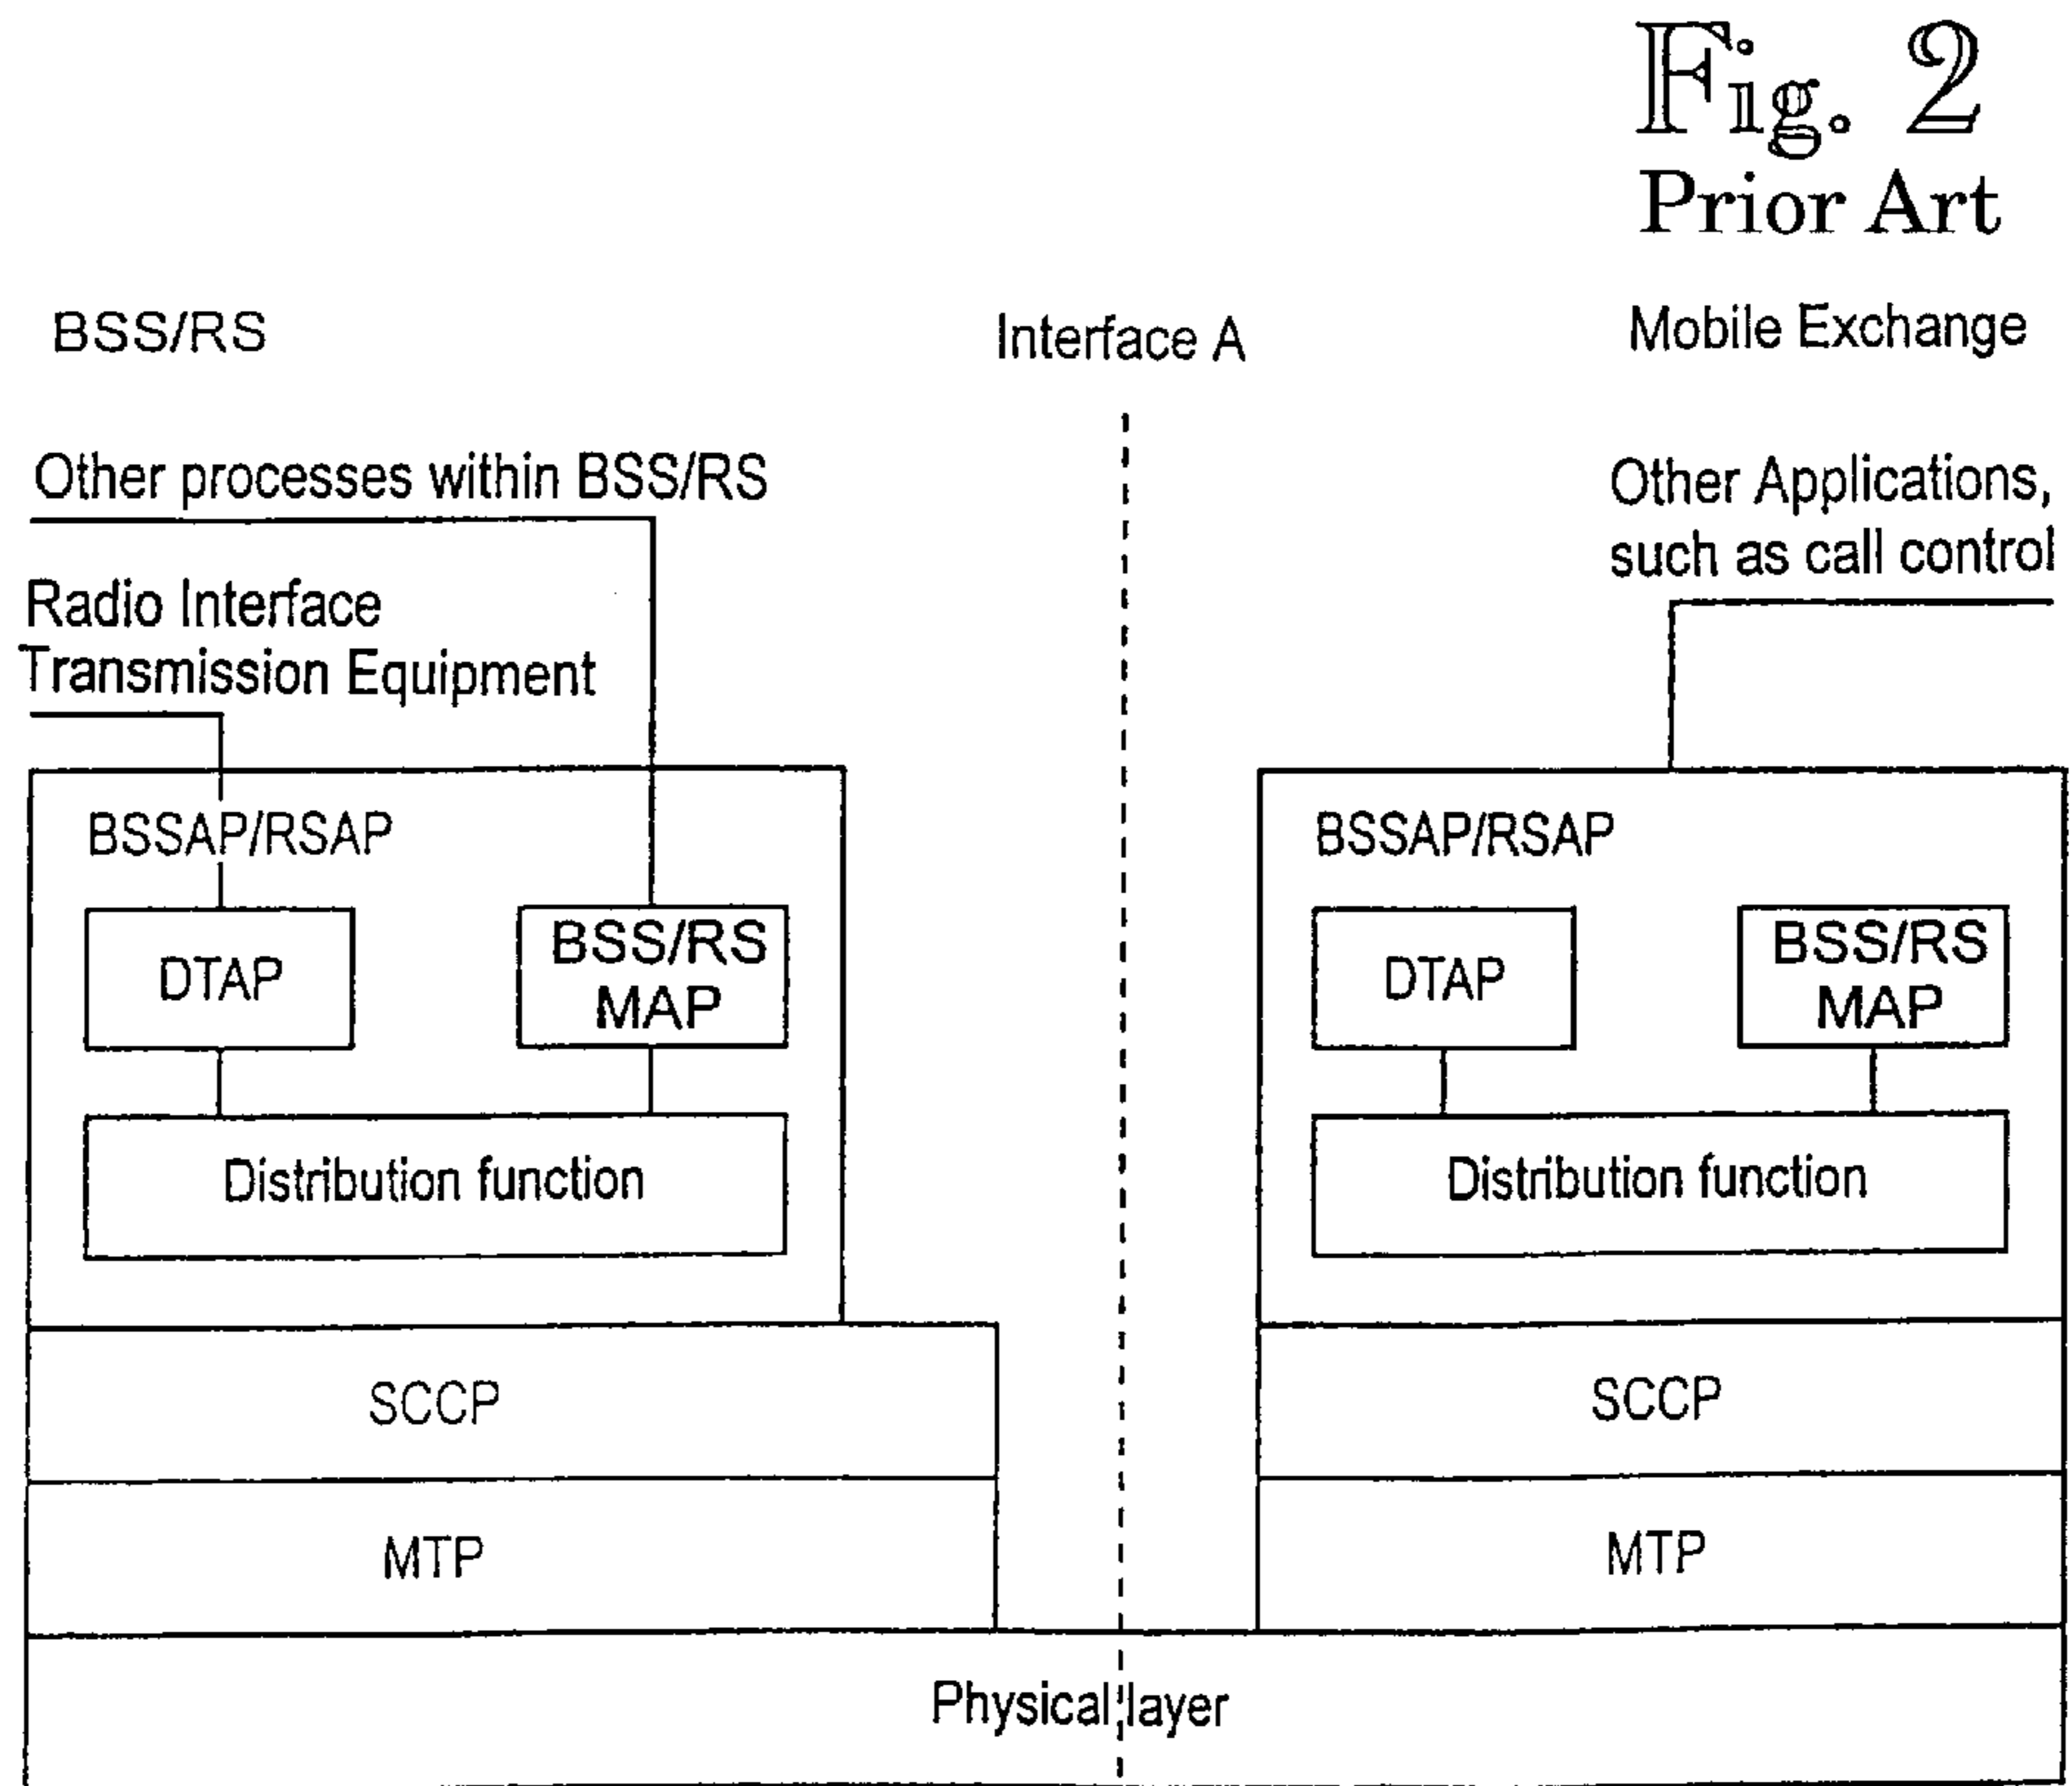 Fig. 2
Prior Art
BSS/RS
Interface A
Mobile Exchange
Other processes within BSS/RS
Other Applications,
such as call control
Radio Interface
Transmission Equipment
BSSAP/RSAP
BSSAP/RSAP
DTAP
BSS/RS
MAP
DTAP
BSS/RS
MAP
Distribution function
Distribution function
SCCP
SCCP
MTP
MTP
Physical layer